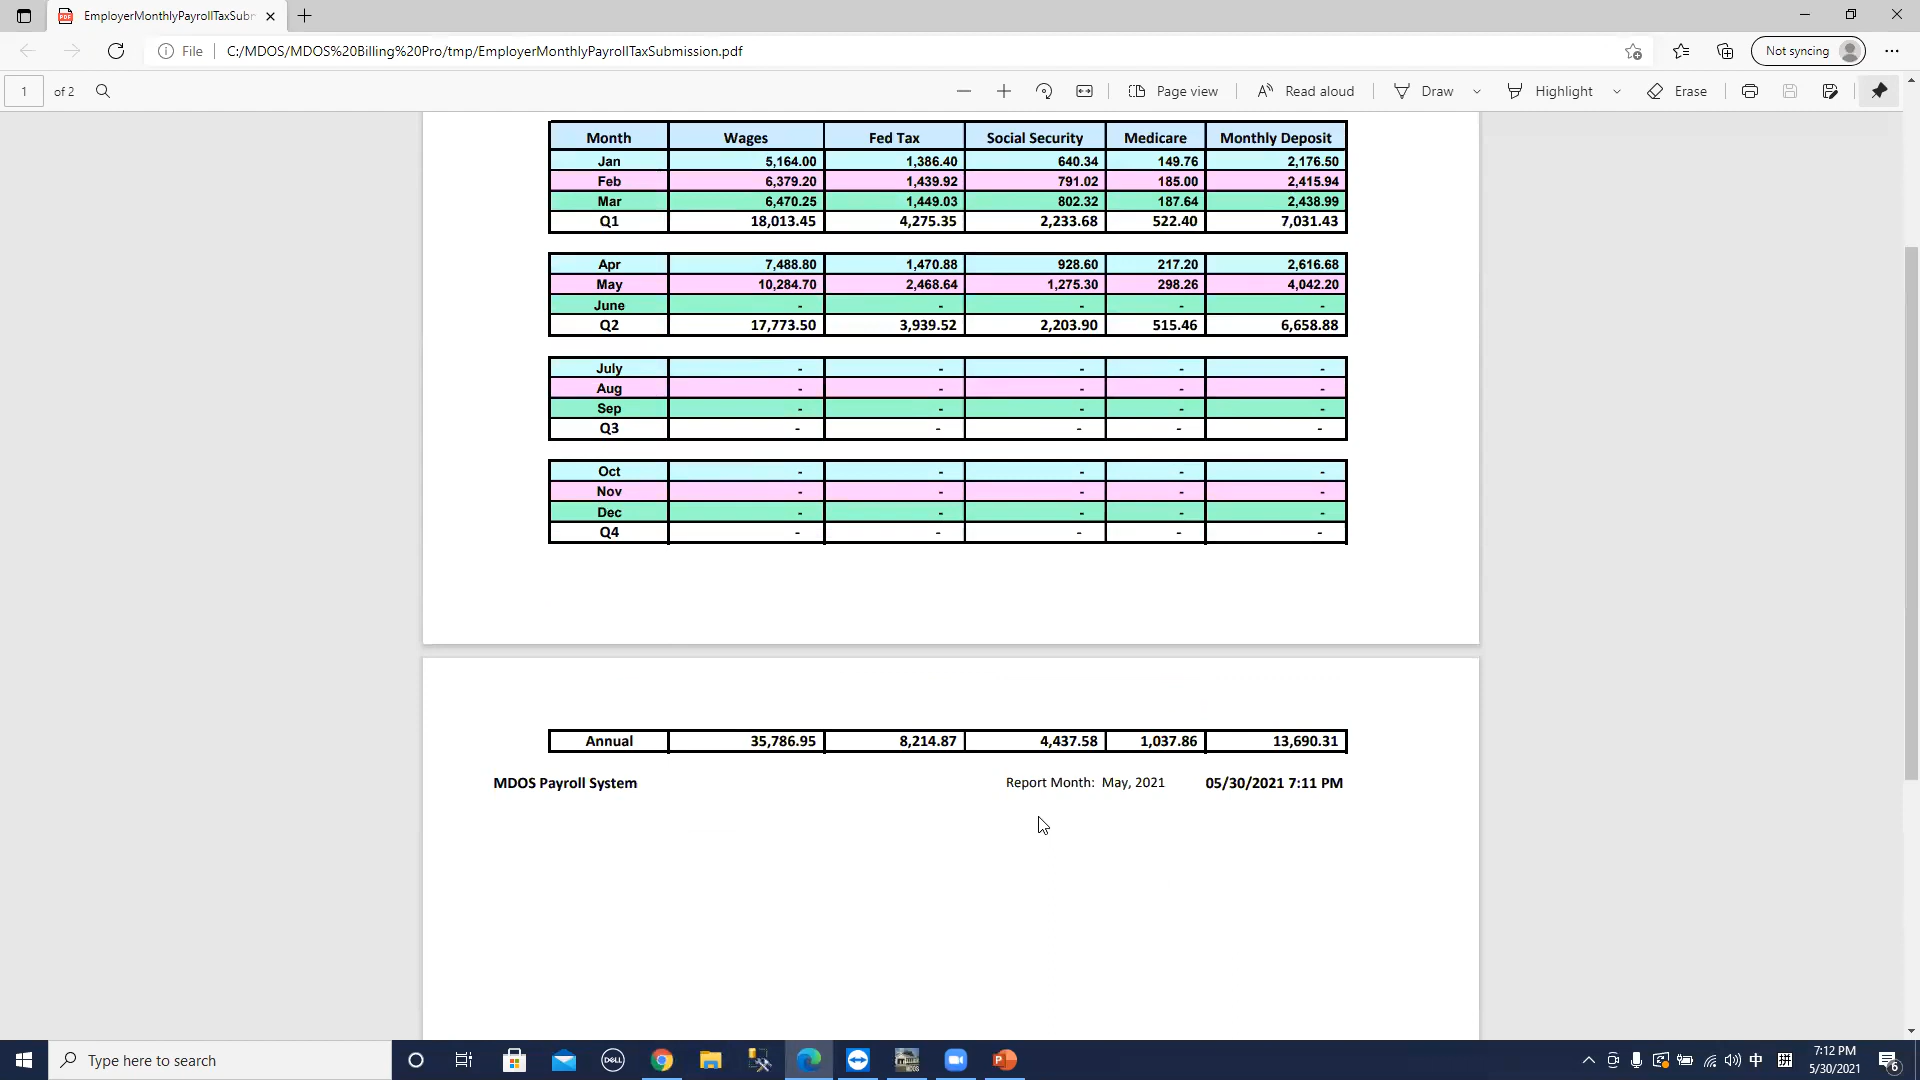 EmployerMonthlyPayrollTaxSubr
File C:/MDOS/MDOS%20Billing%20Pro/tmp/EmployerMonthlyPayrollTaxSubmission.pdf Not syncing
1 of 2 Page view Read aloud Draw Highlight Erase
Month Wages Fed Tax Social Security Medicare Monthly Deposit
Jan 5,164.00 1,386.40 640.34 149.76 2,176.50
Feb 6,379.20 1,439.92 791.02 185.00 2,415.94
Mar 6,470.25 1,449.03 802.32 187.64 2,438.99
Q1 18,013.45 4,275.35 2,233.68 522.40 7,031.43
Apr 7,488.80 1,470.88 928.60 217.20 2,616.68
May 10,284.70 2,468.64 1,275.30 298.26 4,042.20
June - - - - -
Q2 17,773.50 3,939.52 2,203.90 515.46 6,658.88
July - - - - -
Aug - - - - -
Sep - - - - -
Q3 - - - - -
Oct - - - - -
Nov - - - - -
Dec - - - - -
Q4 - - - - -
Annual 35,786.95 8,214.87 4,437.58 1,037.86 13,690.31
MDOS Payroll System Report Month: May, 2021 05/30/2021 7:11 PM
Type here to search DELL 中 拼 7:12 PM
5/30/2021 6